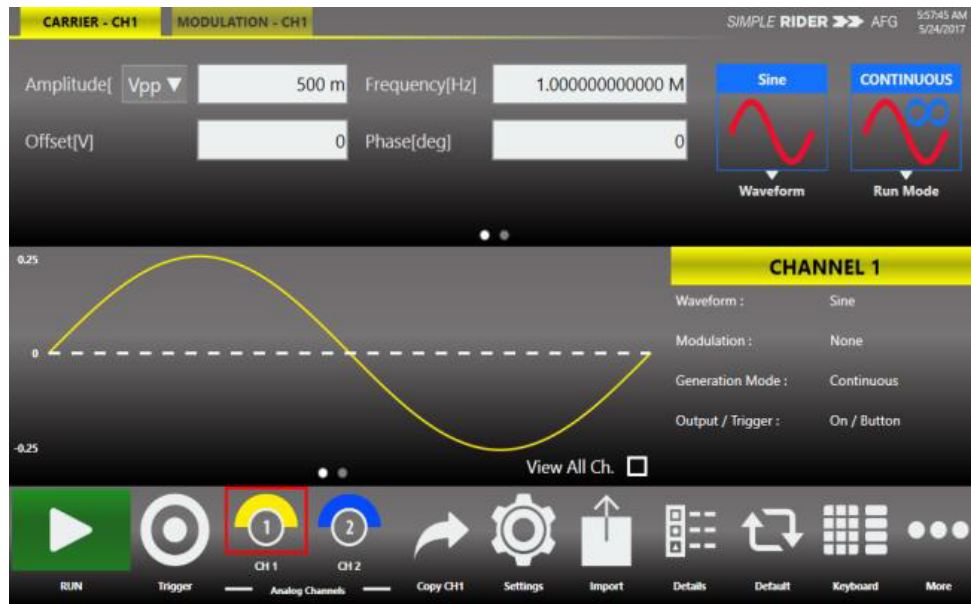 CARRIER - CH1 MODULATION - CH1 SIMPLE RIDER AFG 5:57:45 AM
5/24/2017
Amplitude[ Vpp 500 m Frequency[Hz] 1.000000000000 M Sine CONTINUOUS
Offset[V] 0 Phase[deg] 0
Waveform Run Mode
0.25
0
-0.25
View All Ch.
CHANNEL 1
Waveform : Sine
Modulation : None
Generation Mode : Continuous
Output / Trigger : On / Button
1 2
CH 1 CH 2
RUN Trigger Analog Channels Copy CH1 Settings Import Details Default Keyboard More